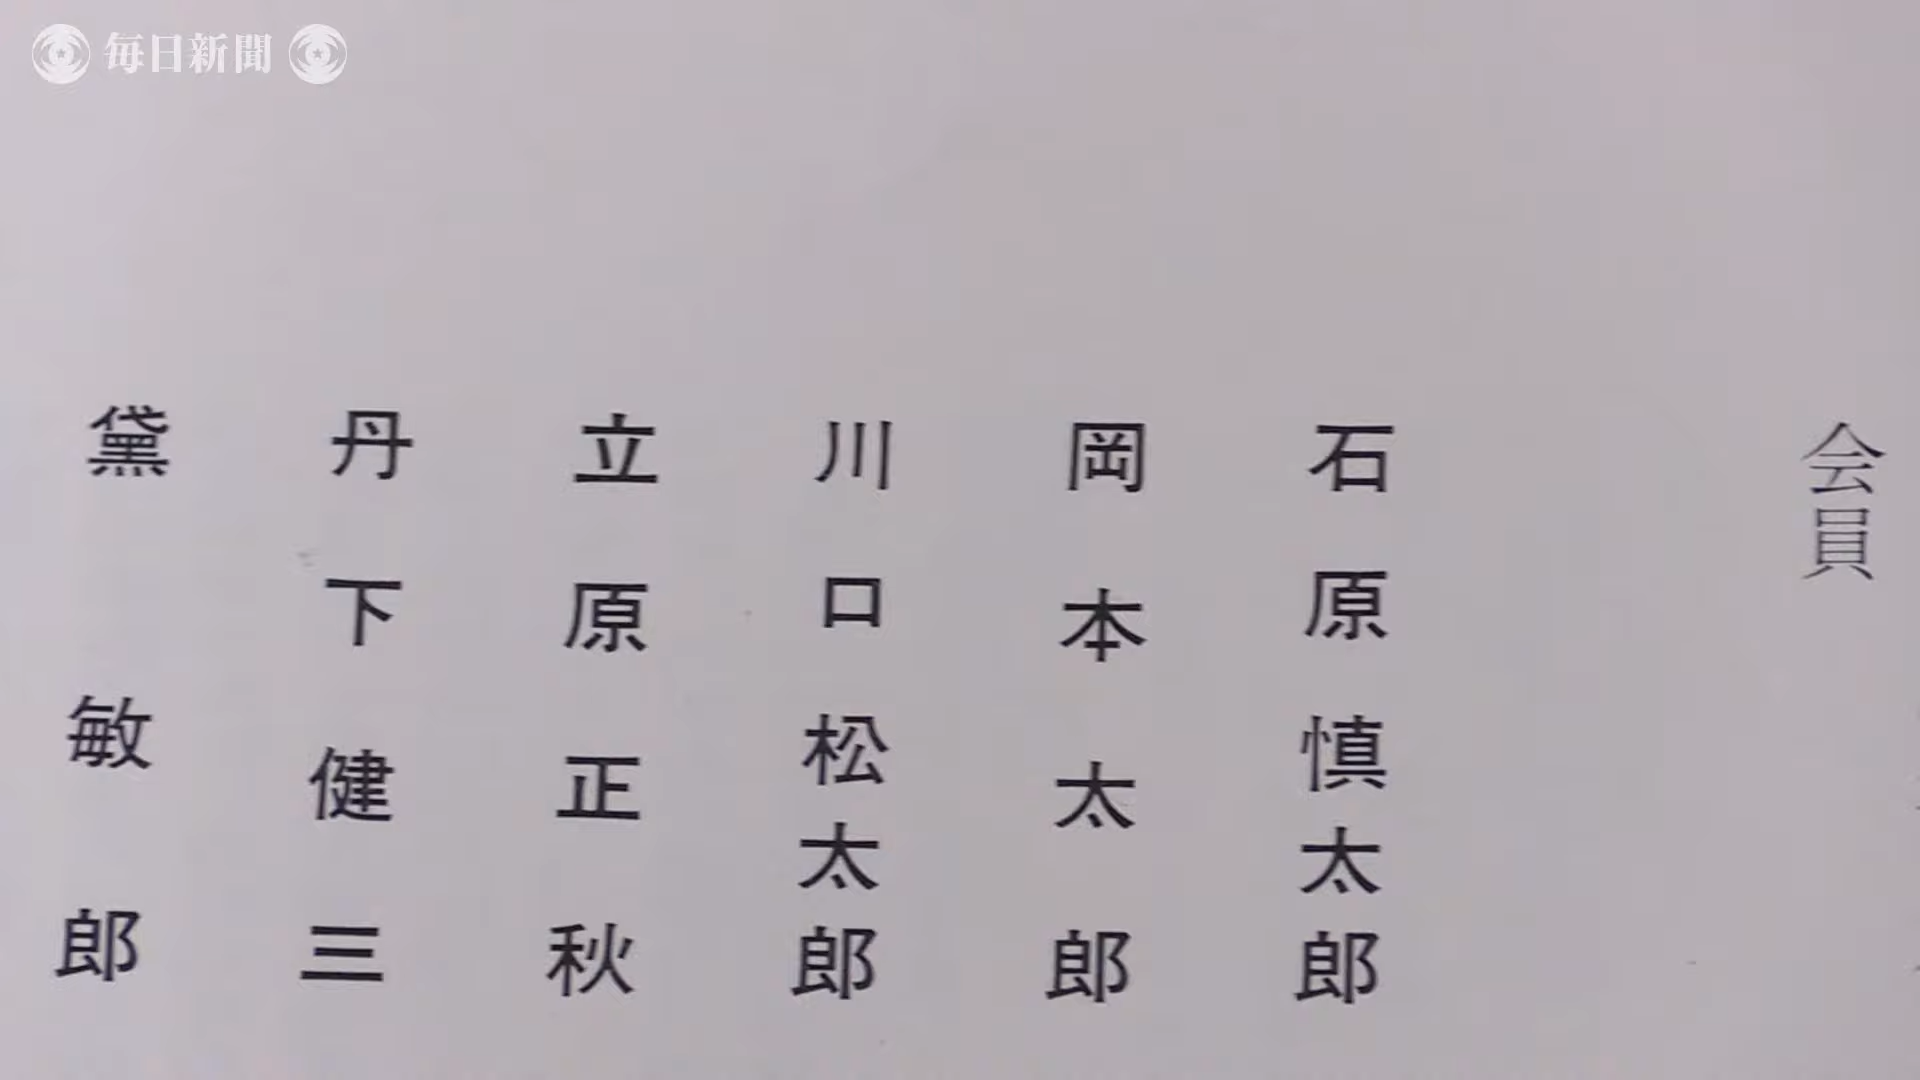 毎日新聞
会員
石原慎太郎
岡本太郎
川口松太郎
立原正秋
丹下健三
黛敏郎